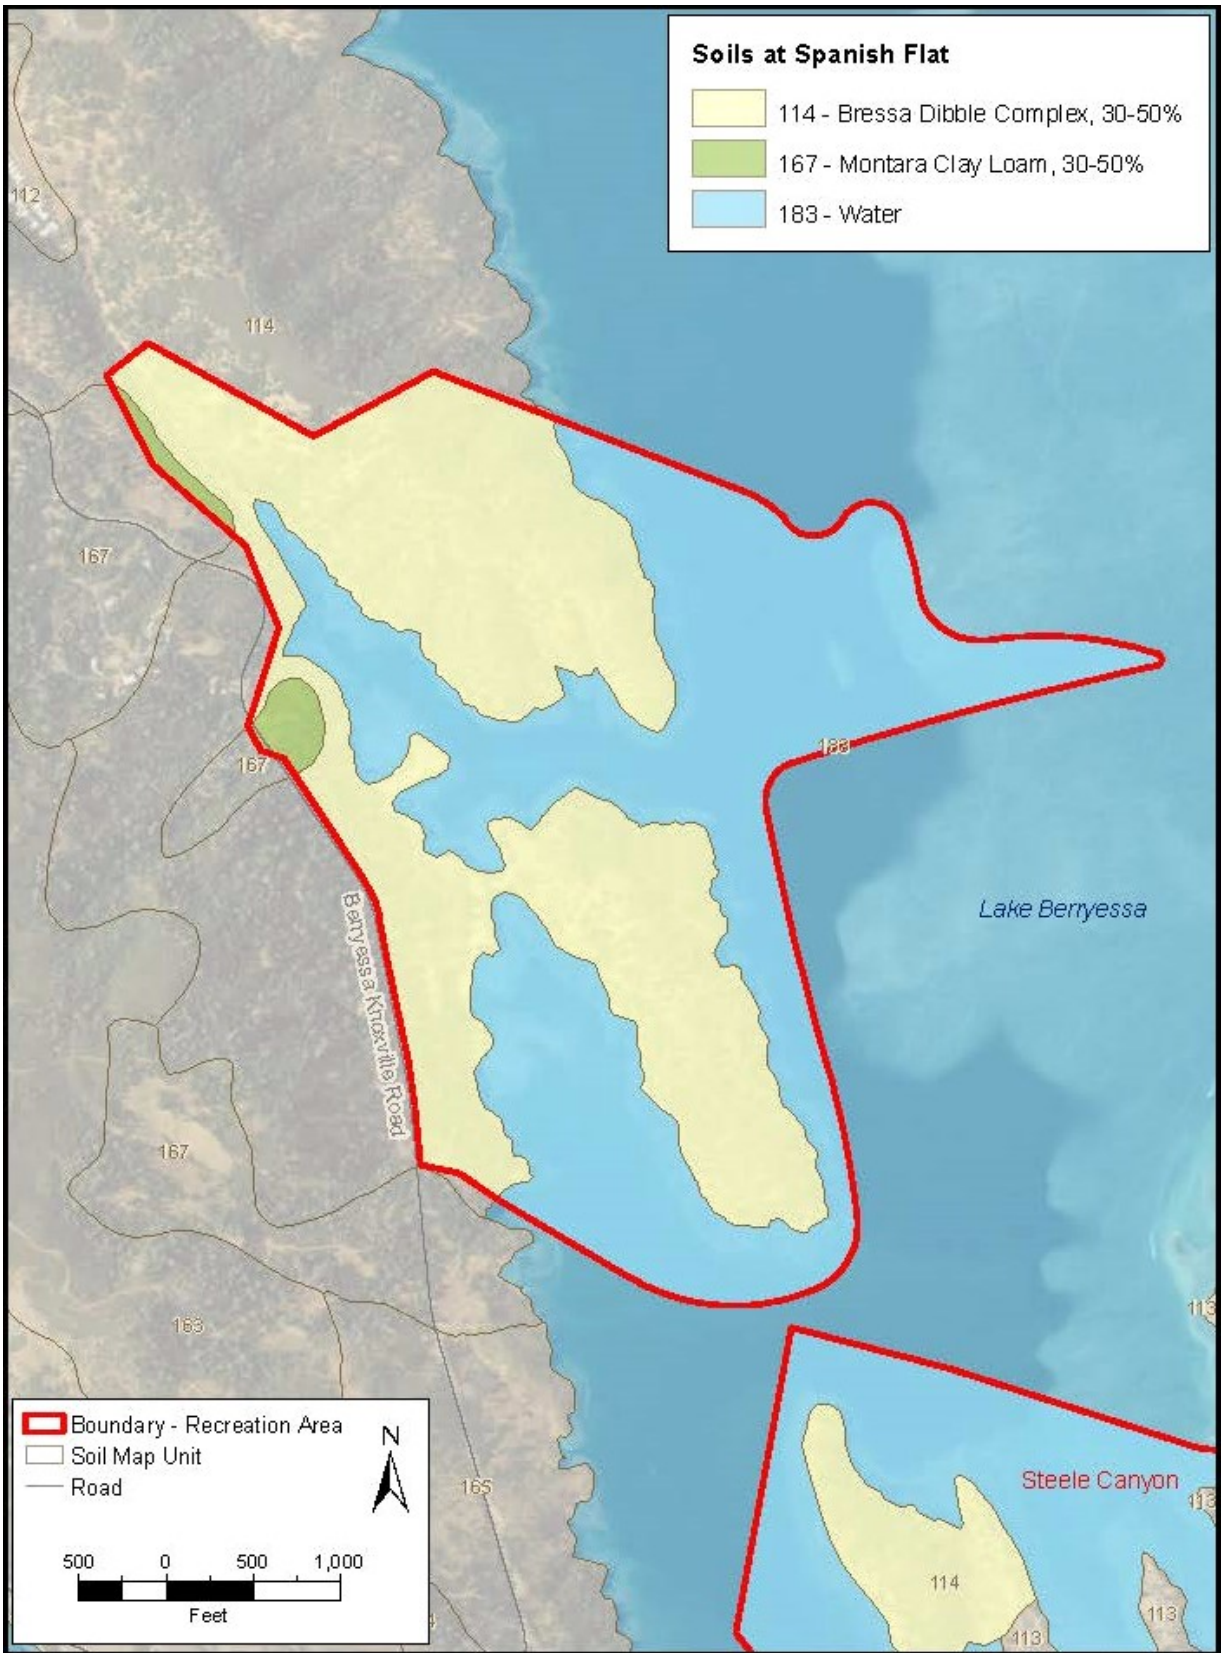 Soils at Spanish Flat
114 - Bressa Dibble Complex, 30-50%
167 - Montara Clay Loam, 30-50%
183 - Water
112
114
167
183
167
Lake Berryessa
Berryessa Knoxville Road
167
163
113
Boundary - Recreation Area
Soil Map Unit
Road
N
500 0 500 1,000
Feet
165
Steele Canyon
113
114
113
113